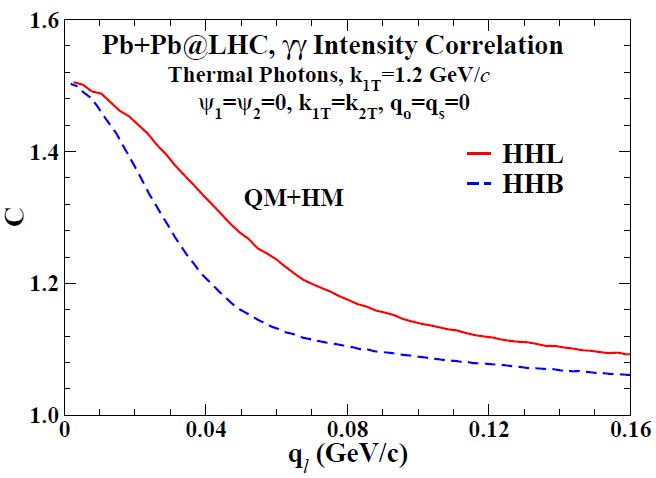 1.6
Pb+Pb@LHC, γγ Intensity Correlation
Thermal Photons, k1T=1.2 GeV/c
ψ1=ψ2=0, k1T=k2T, qo=qs=0
1.4
HHL
HHB
QM+HM
C
1.2
1.0
0 0.04 0.08 0.12 0.16
ql (GeV/c)